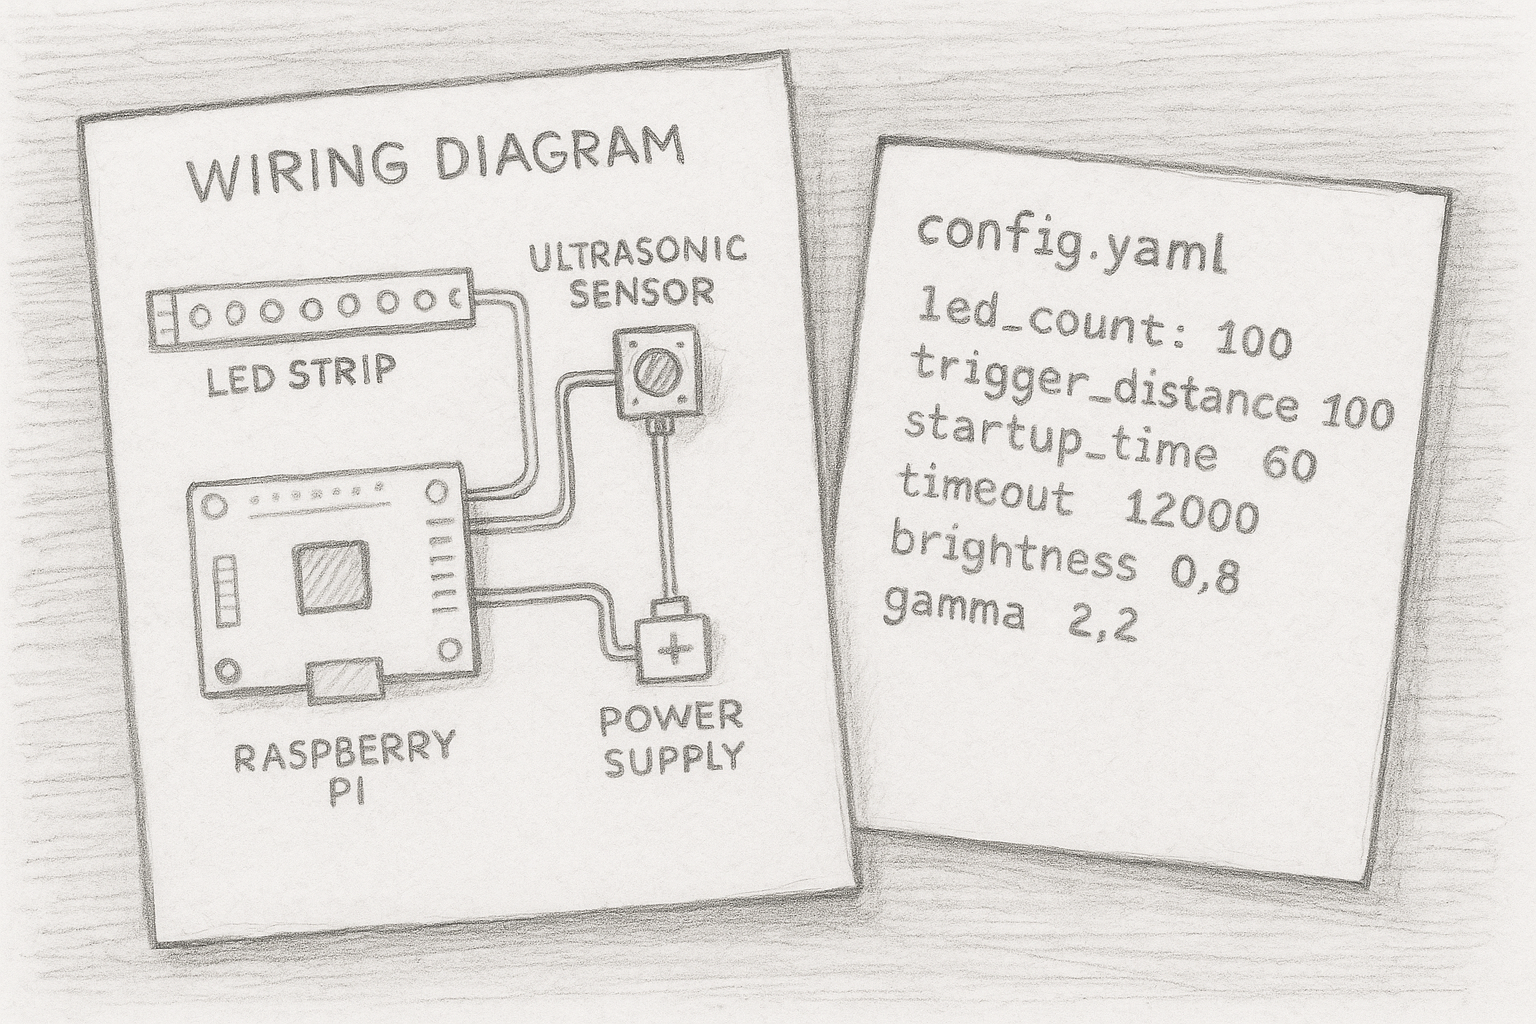 WIRING DIAGRAM
ULTRASONIC
SENSOR
LED STRIP
RASPBERRY
PI
+
POWER
SUPPLY
config.yaml
led_count: 100
trigger_distance 100
startup_time 60
timeout 12000
brightness 0,8
gamma 2,2